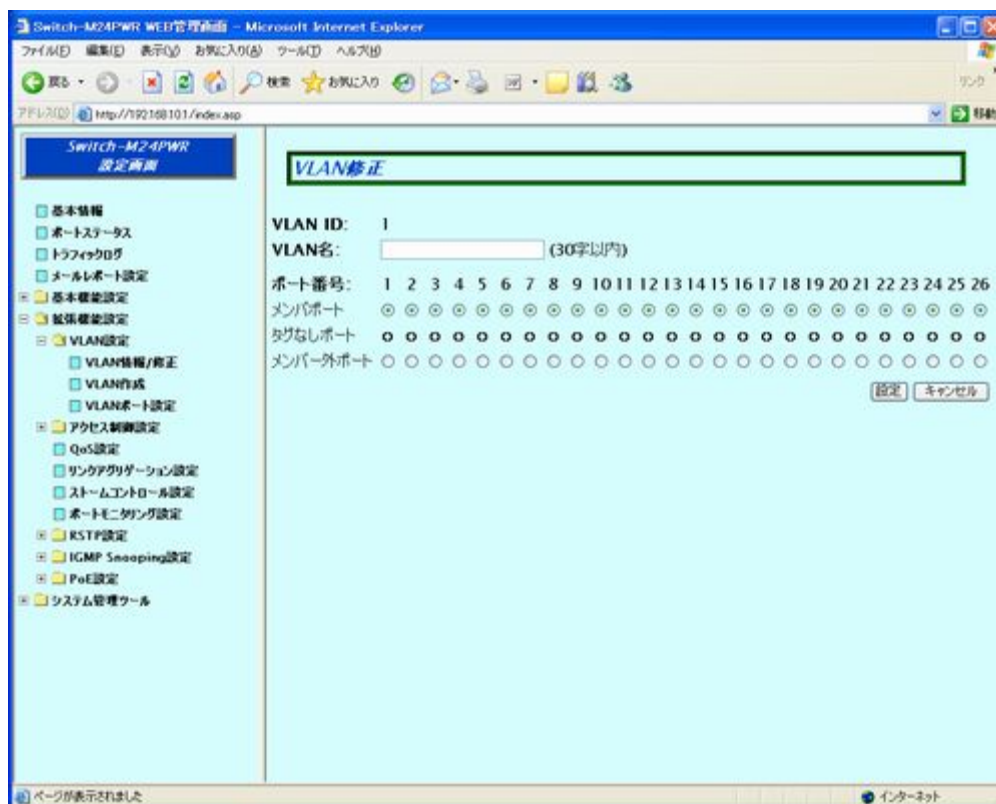 Switch-M24PWR WEB管理画面 - Microsoft Internet Explorer
ファイル(F) 編集(E) 表示(V) お気に入り(A) ツール(T) ヘルプ(H)
戻る 検索 お気に入り リンク
アドレス(D) http://192.168.10.1/index.asp 移動
Switch-M24PWR
設定画面
基本情報
ポートステータス
トラフィックログ
メールレポート設定
基本機能設定
拡張機能設定
VLAN設定
VLAN情報/修正
VLAN作成
VLANポート設定
アクセス制御設定
QoS設定
リンクアグリゲーション設定
ストームコントロール設定
ポートモニタリング設定
RSTP設定
IGMP Snooping設定
PoE設定
システム管理ツール
VLAN修正
VLAN ID: 1
VLAN名: (30字以内)
ポート番号: 1 2 3 4 5 6 7 8 9 10 11 12 13 14 15 16 17 18 19 20 21 22 23 24 25 26
メンバポート
タグなしポート
メンバー外ポート
設定 キャンセル
ページが表示されました インターネット